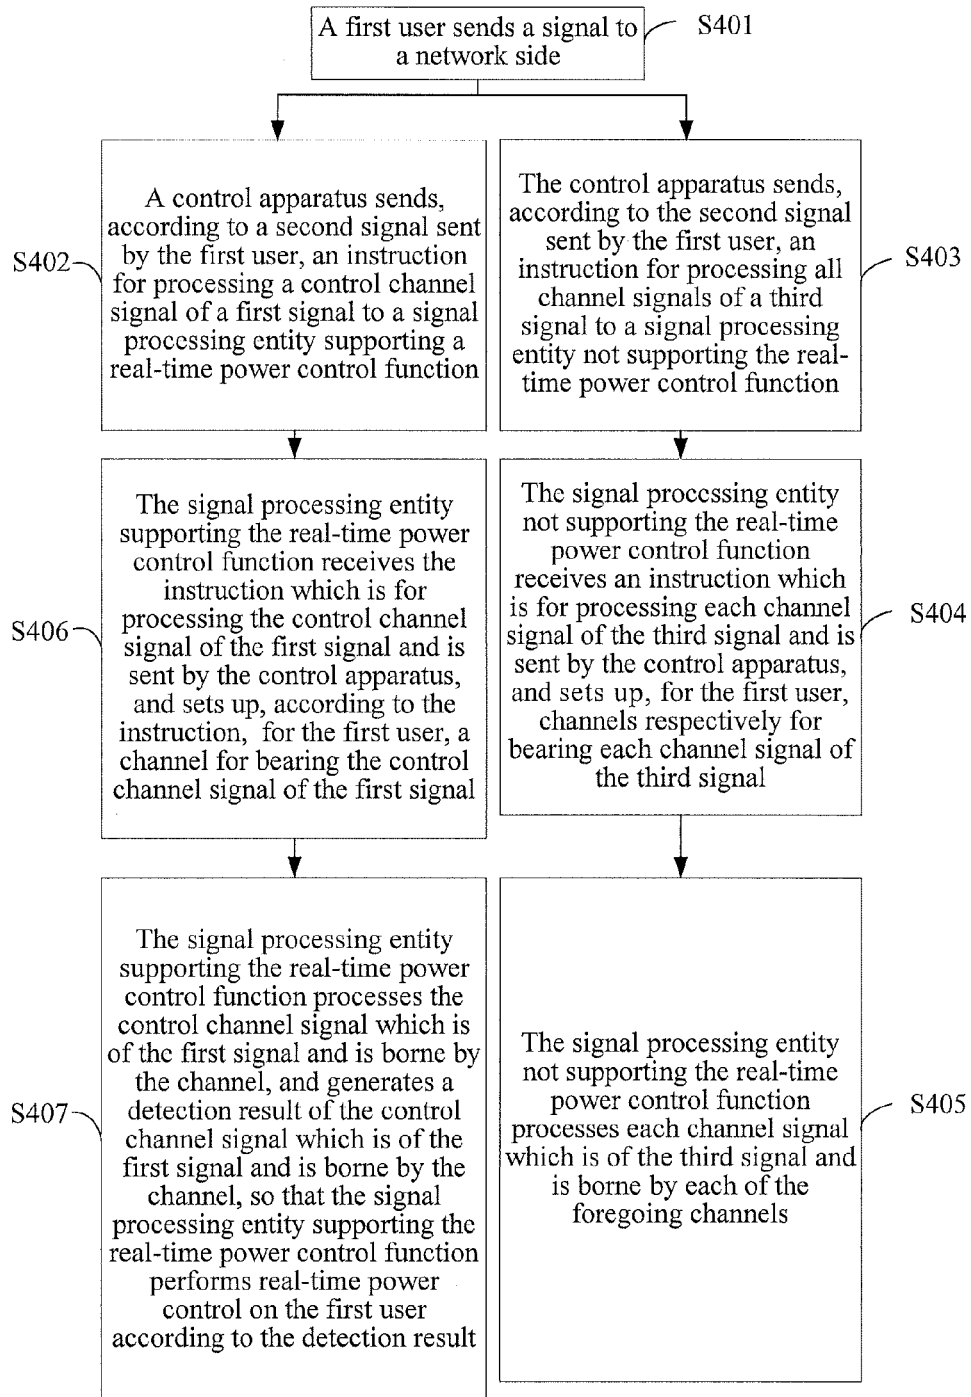 A first user sends a signal to
a network side
S401
A control apparatus sends,
according to a second signal sent
by the first user, an instruction
for processing a control channel
signal of a first signal to a signal
processing entity supporting a
real-time power control function
S402
The control apparatus sends,
according to the second signal
sent by the first user, an
instruction for processing all
channel signals of a third
signal to a signal processing
entity not supporting the real-
time power control function
S403
The signal processing entity
supporting the real-time power
control function receives the
instruction which is for
processing the control channel
signal of the first signal and is
sent by the control apparatus,
and sets up, according to the
instruction, for the first user, a
channel for bearing the control
channel signal of the first signal
S406
The signal processing entity
not supporting the real-time
power control function
receives an instruction which
is for processing each channel
signal of the third signal and is
sent by the control apparatus,
and sets up, for the first user,
channels respectively for
bearing each channel signal of
the third signal
S404
The signal processing entity
supporting the real-time power
control function processes the
control channel signal which is
of the first signal and is borne by
the channel, and generates a
detection result of the control
channel signal which is of the
first signal and is borne by the
channel, so that the signal
processing entity supporting the
real-time power control function
performs real-time power
control on the first user
according to the detection result
S407
The signal processing entity
not supporting the real-time
power control function
processes each channel signal
which is of the third signal and
is borne by each of the
foregoing channels
S405